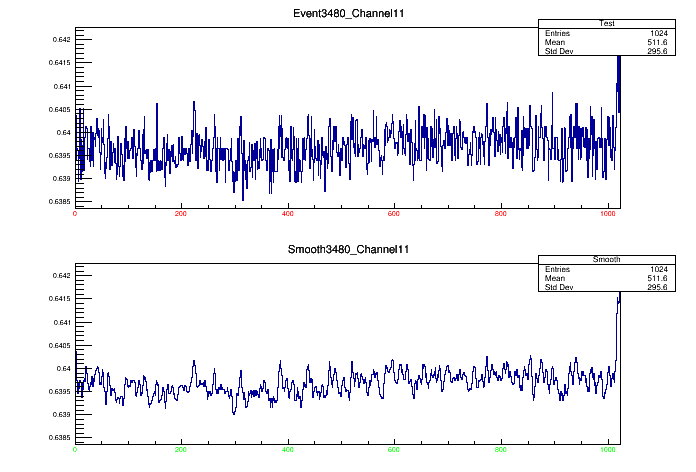 Event3480_Channel11
Test
Entries 1024
Mean 511.6
Std Dev 295.6
0.642
0.6415
0.641
0.6405
0.64
0.6395
0.639
0.6385
0 200 400 600 800 1000
Smooth3480_Channel11
Smooth
Entries 1024
Mean 511.6
Std Dev 295.6
0.642
0.6415
0.641
0.6405
0.64
0.6395
0.639
0.6385
0 200 400 600 800 1000